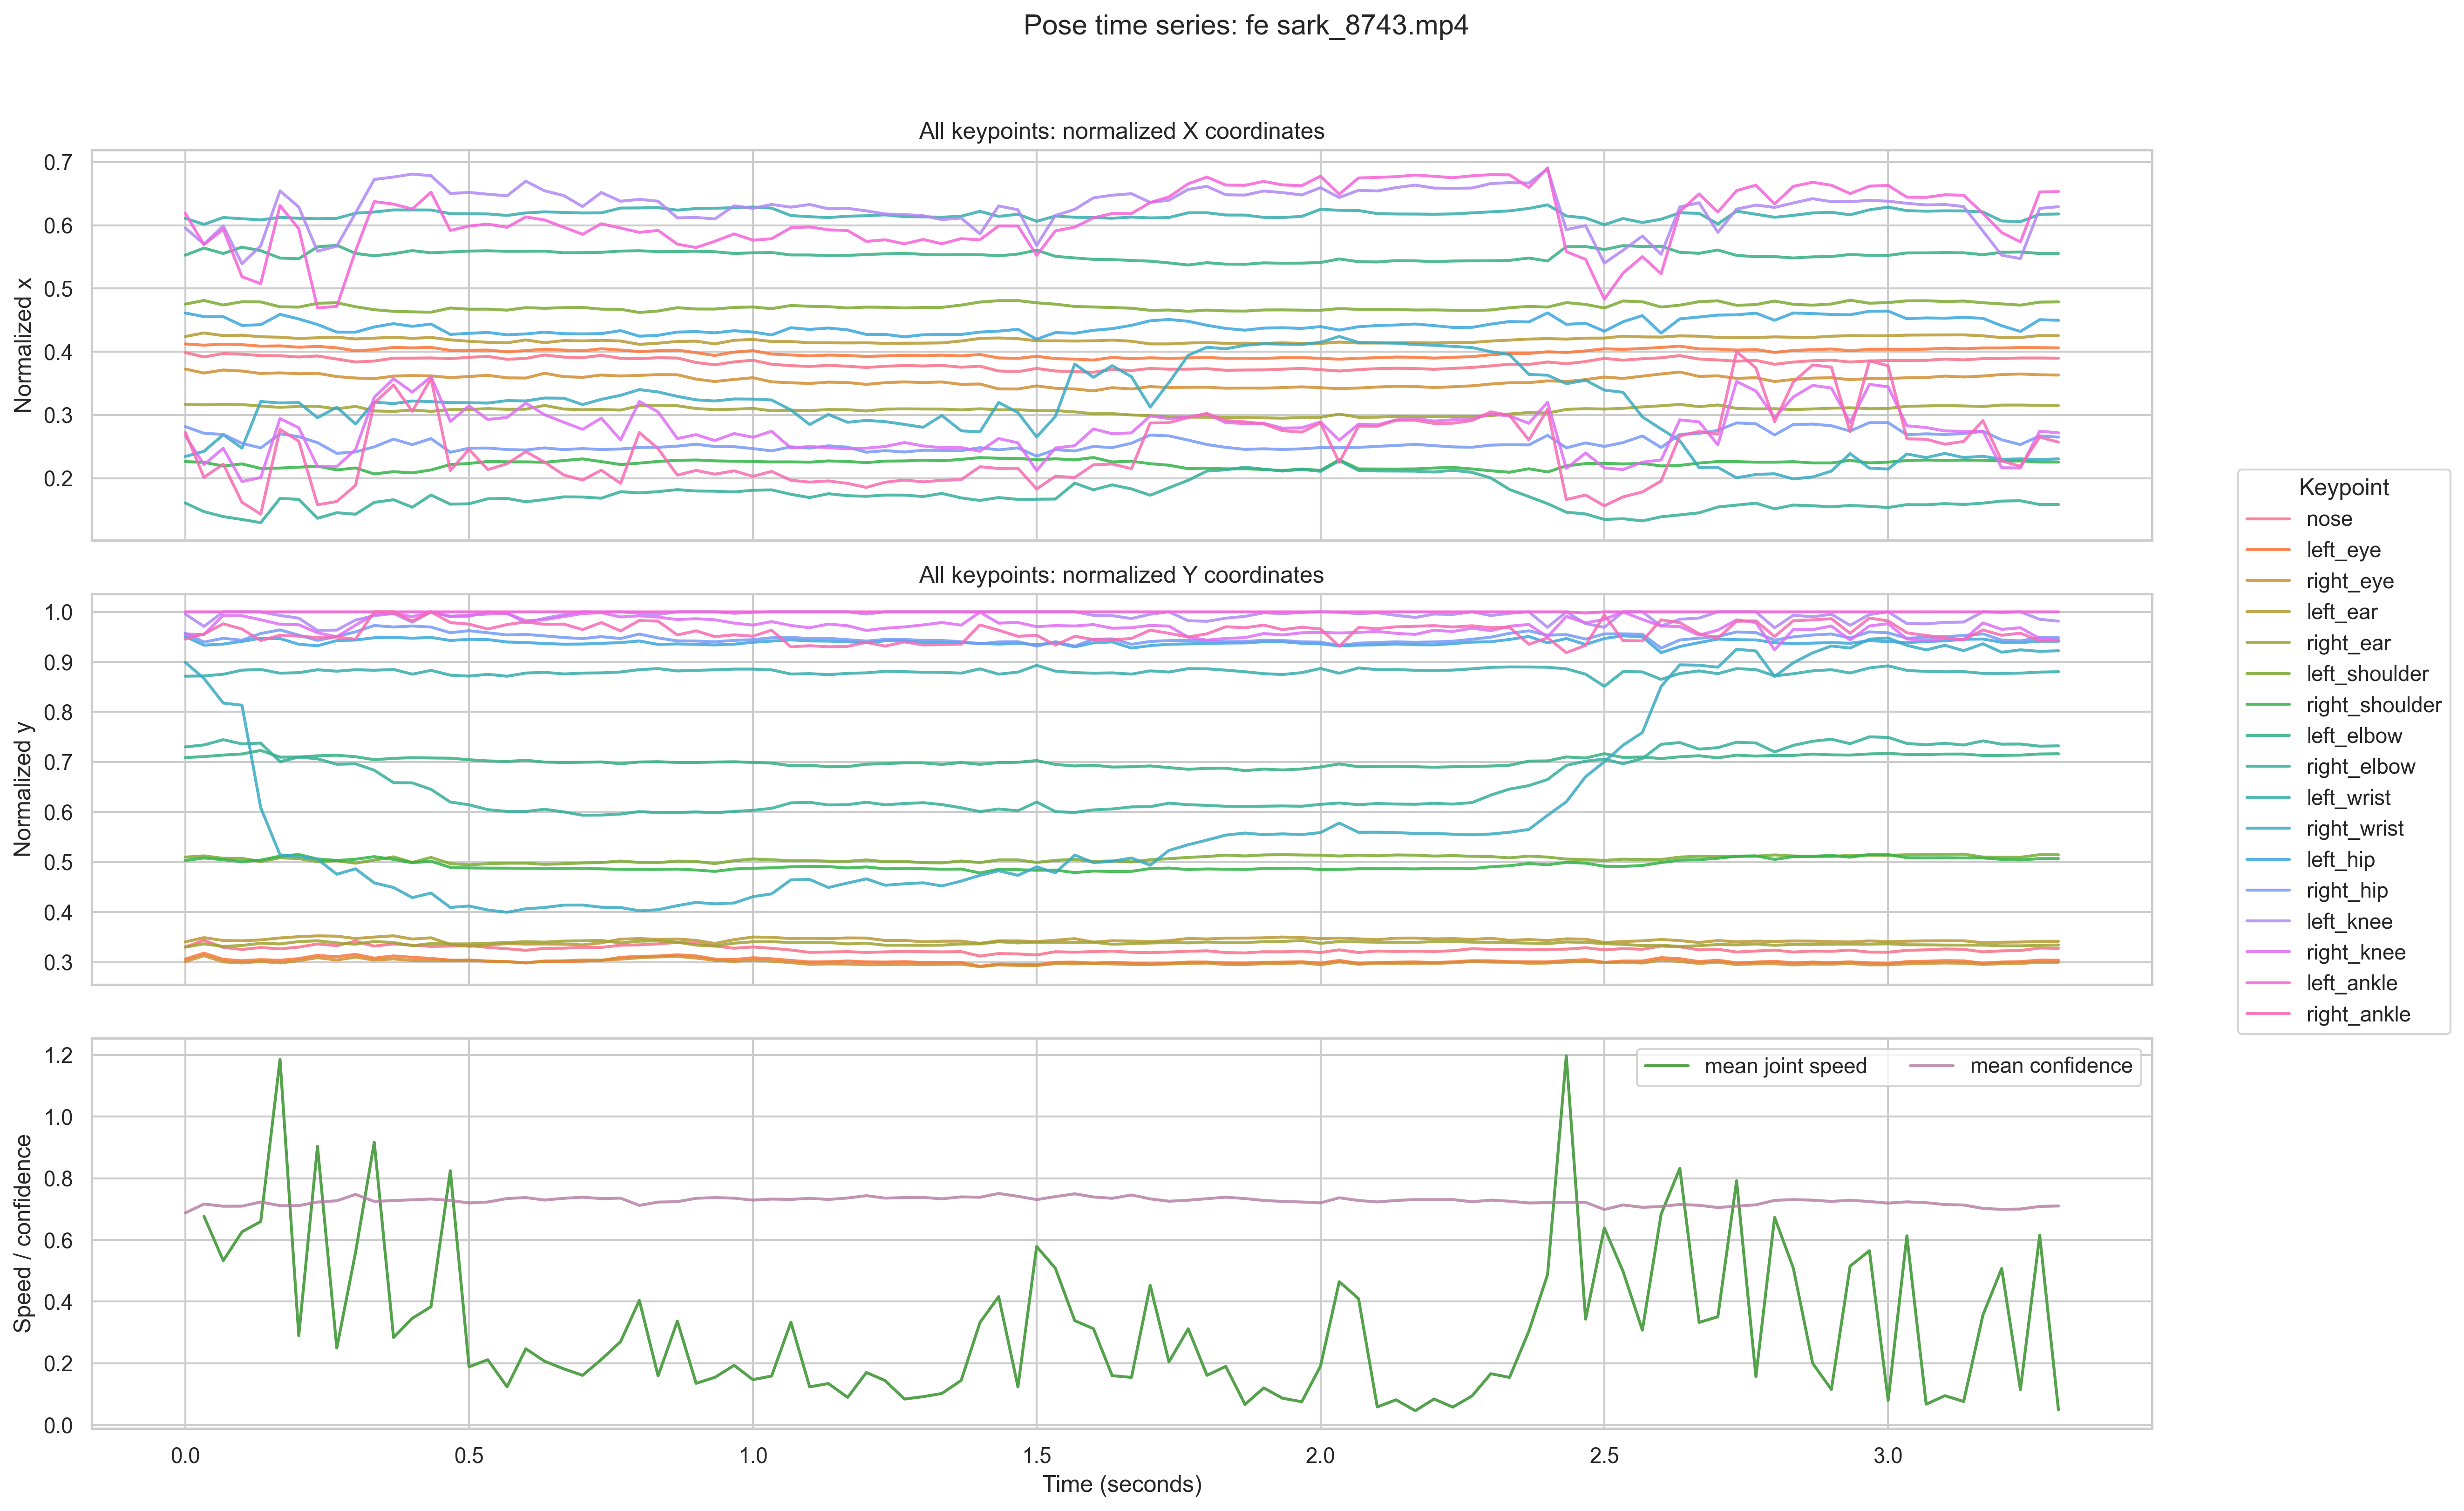 Pose time series: fe sark_8743.mp4
All keypoints: normalized X coordinates
Normalized x
0.7
0.6
0.5
0.4
0.3
0.2
All keypoints: normalized Y coordinates
Normalized y
1.0
0.9
0.8
0.7
0.6
0.5
0.4
0.3
Keypoint
nose
left_eye
right_eye
left_ear
right_ear
left_shoulder
right_shoulder
left_elbow
right_elbow
left_wrist
right_wrist
left_hip
right_hip
left_knee
right_knee
left_ankle
right_ankle
Speed / confidence
1.2
1.0
0.8
0.6
0.4
0.2
0.0
mean joint speed mean confidence
0.0 0.5 1.0 1.5 2.0 2.5 3.0
Time (seconds)